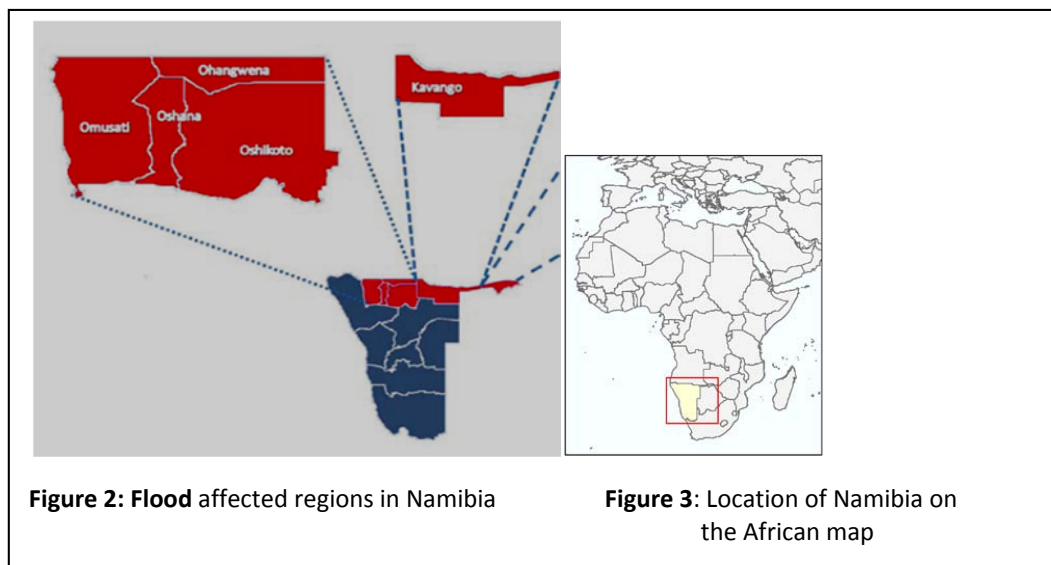 Ohangwena
Kavango
Omusati
Oshana
Oshikoto
Figure 2: Flood affected regions in Namibia
Figure 3: Location of Namibia on
the African map